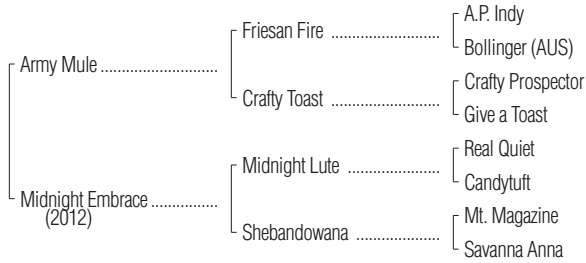 A.P. Indy
Friesan Fire ........................
Bollinger (AUS)
Army Mule ..........................
Crafty Prospector
Crafty Toast ........................
Give a Toast
Real Quiet
Midnight Lute ....................
Candytuft
Midnight Embrace ................
(2012)
Mt. Magazine
Shebandowana ..................
Savanna Anna